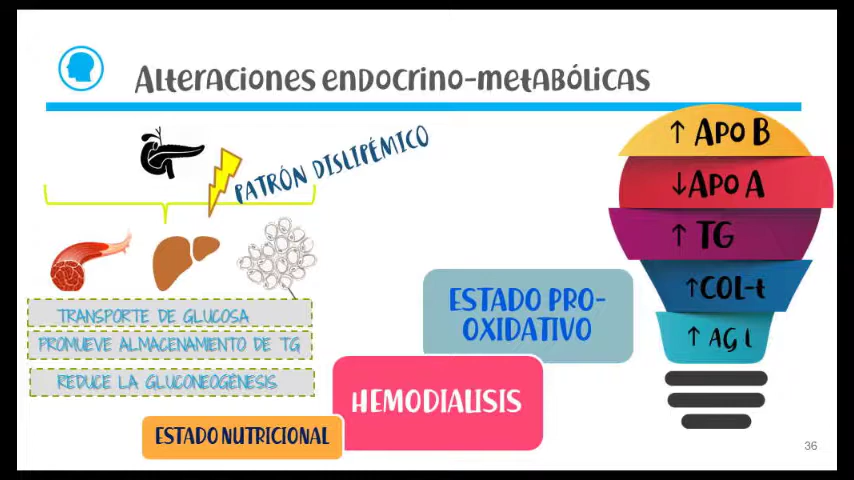 Alteraciones endocrino-metabólicas
PATRÓN DISLIPÉMICO
TRANSPORTE DE GLUCOSA
PROMUEVE ALMACENAMIENTO DE TG
REDUCE LA GLUCONEOGÉNESIS
ESTADO NUTRICIONAL
HEMODIALISIS
ESTADO PRO-
OXIDATIVO
↑ APO B
↓APO A
↑ TG
↑COL-t
↑ AG L
36